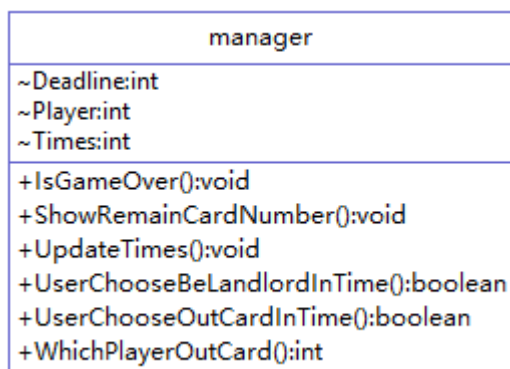 manager
~Deadline:int
~Player:int
~Times:int
+IsGameOver():void
+ShowRemainCardNumber():void
+UpdateTimes():void
+UserChooseBeLandlordInTime():boolean
+UserChooseOutCardInTime():boolean
+WhichPlayerOutCard():int